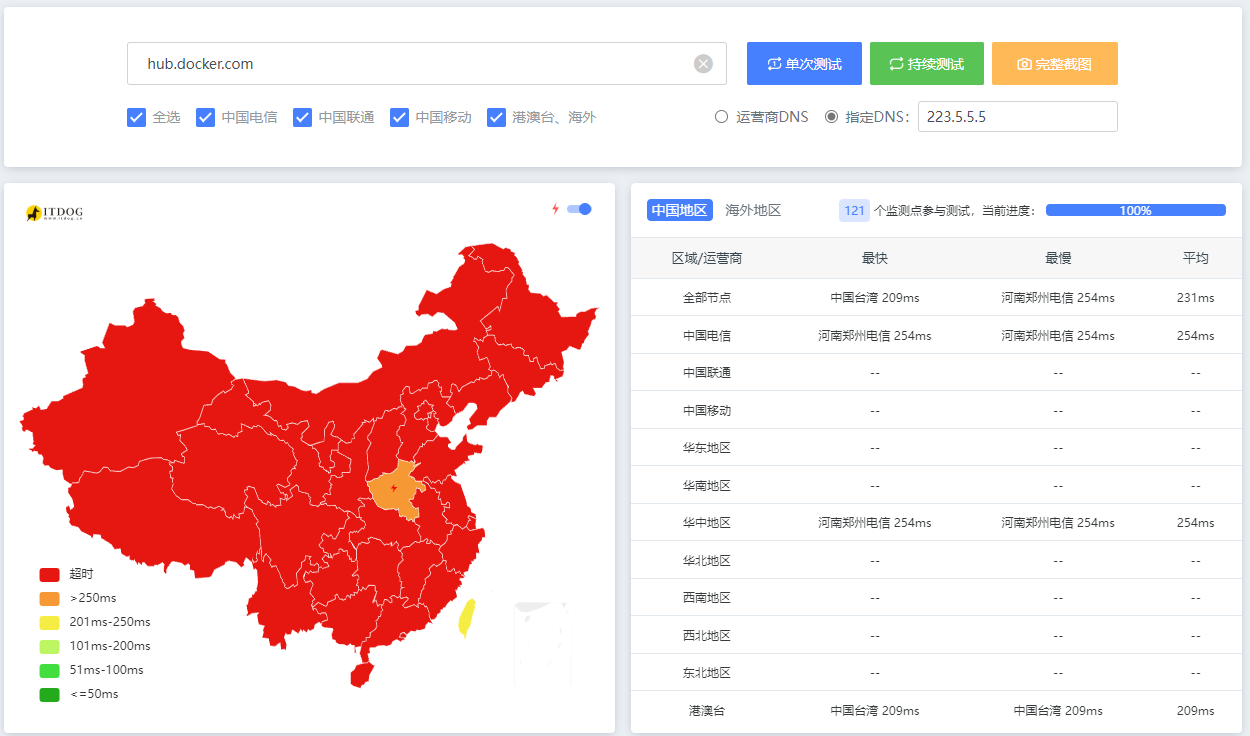 hub.docker.com
单次测试 持续测试 完整截图
全选 中国电信 中国联通 中国移动 港澳台、海外 运营商DNS 指定DNS: 223.5.5.5
ITDOG
www.itdog.cn
超时
>250ms
201ms-250ms
101ms-200ms
51ms-100ms
<=50ms
中国地区 海外地区 121 个监测点参与测试，当前进度： 100%
区域/运营商 最快 最慢 平均
全部节点 中国台湾 209ms 河南郑州电信 254ms 231ms
中国电信 河南郑州电信 254ms 河南郑州电信 254ms 254ms
中国联通 -- -- --
中国移动 -- -- --
华东地区 -- -- --
华南地区 -- -- --
华中地区 河南郑州电信 254ms 河南郑州电信 254ms 254ms
华北地区 -- -- --
西南地区 -- -- --
西北地区 -- -- --
东北地区 -- -- --
港澳台 中国台湾 209ms 中国台湾 209ms 209ms